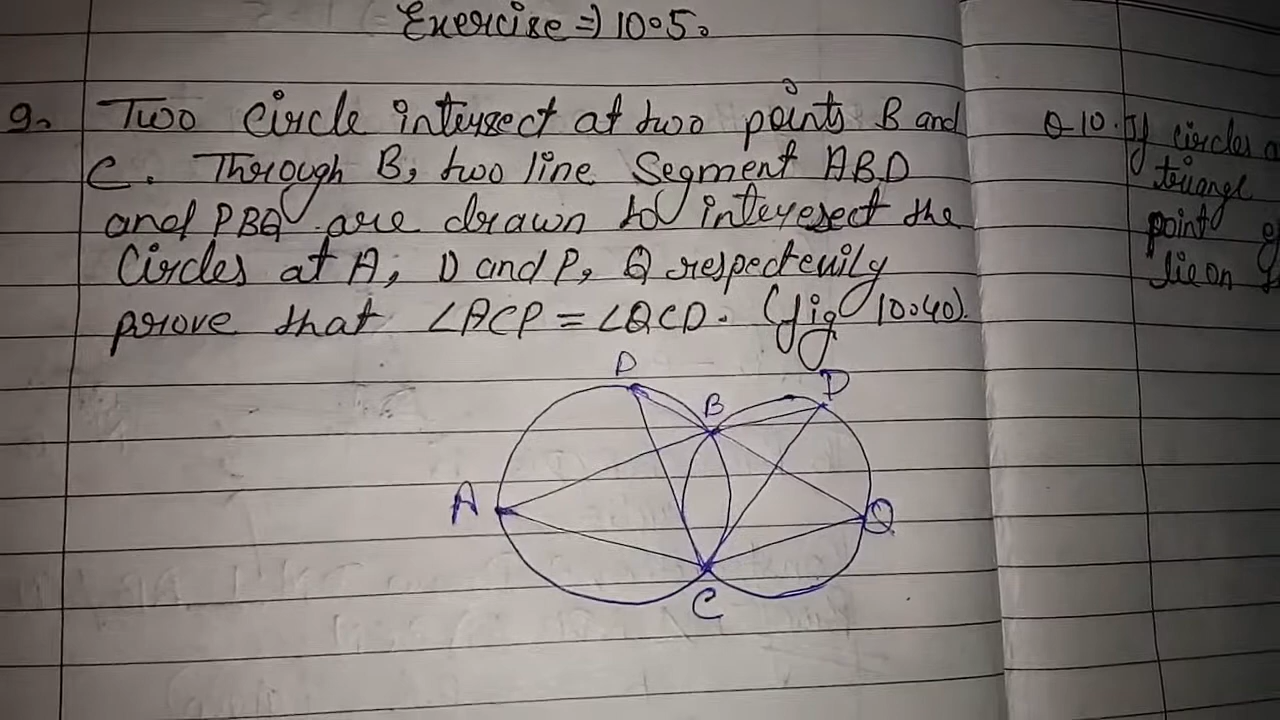 Exercise => 10.5.
9. Two Circle intersect at two points B and
C. Through B, two line Segment ABD
and PBQ are drawn to intersect the
Circles at A, D and P, Q respecteuily
prove that ∠ACP = ∠QCD. (fig 10.40).
P
B
D
A
Q
C
Q 10. If circles
triangl
point
lie on